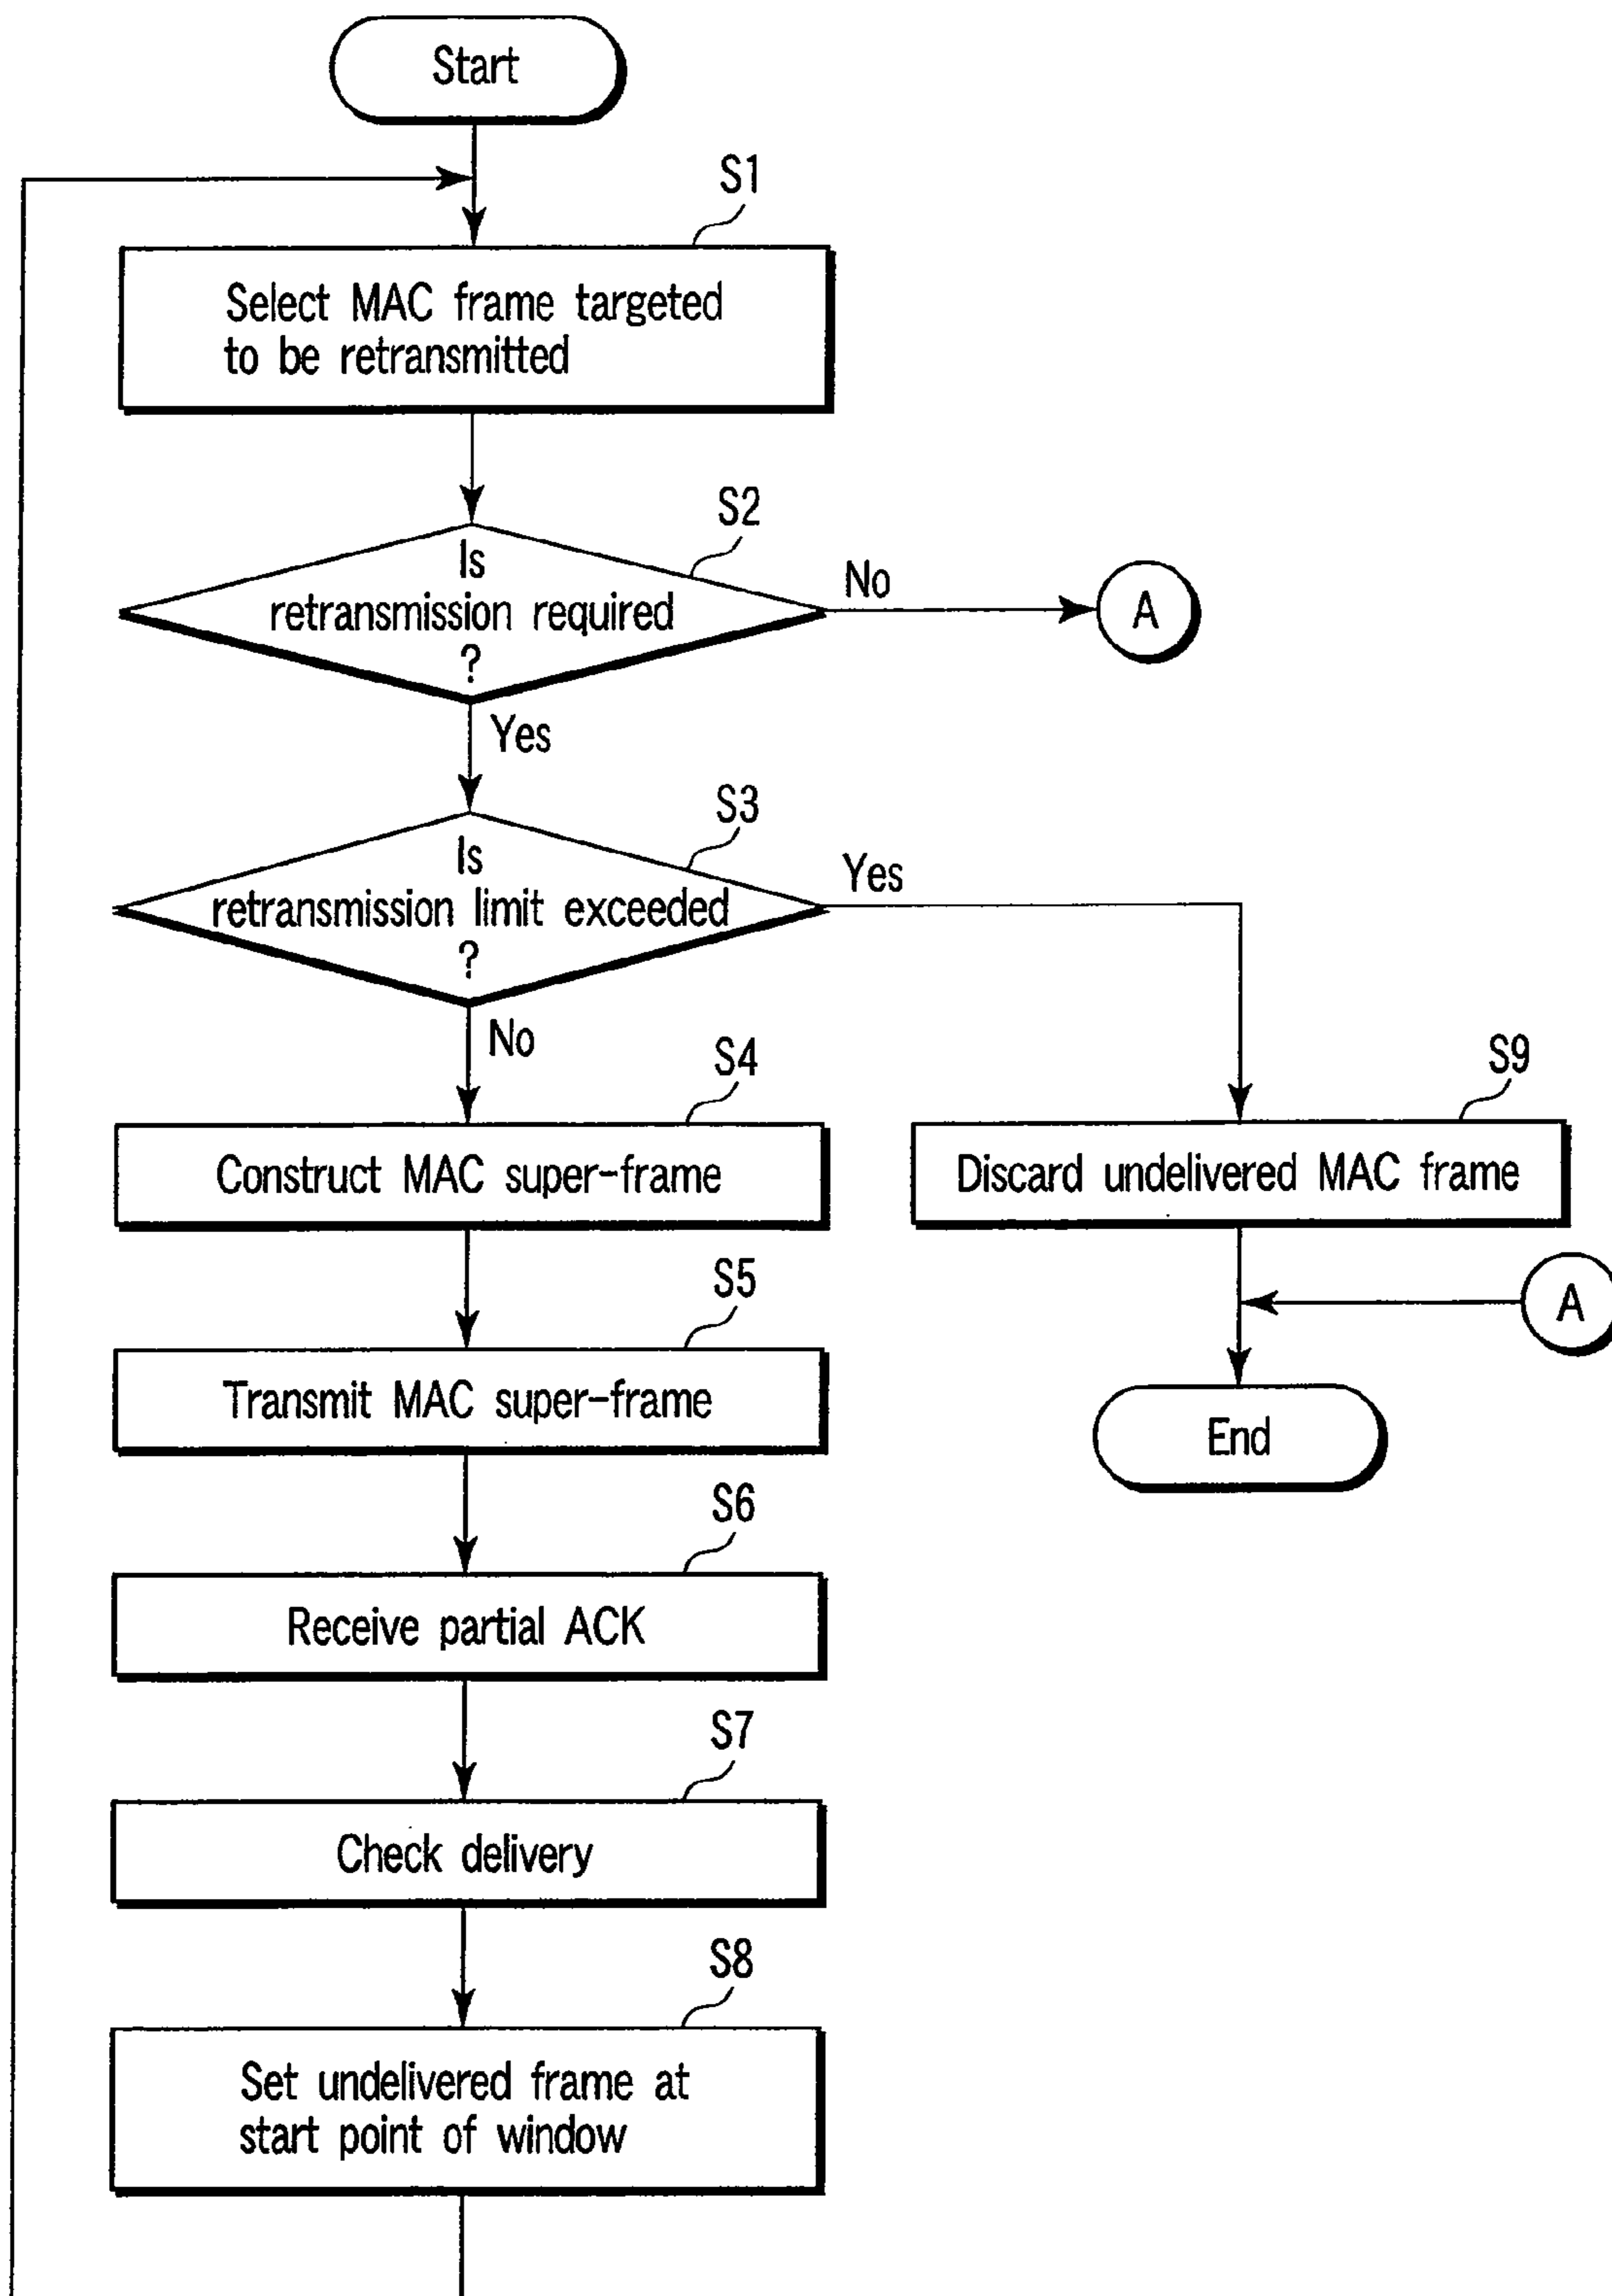 Start
S1
Select MAC frame targeted
to be retransmitted
S2
Is
retransmission required
?
No
A
Yes
S3
Is
retransmission limit exceeded
?
Yes
No
S4
Construct MAC super-frame
S9
Discard undelivered MAC frame
S5
Transmit MAC super-frame
A
End
S6
Receive partial ACK
S7
Check delivery
S8
Set undelivered frame at
start point of window